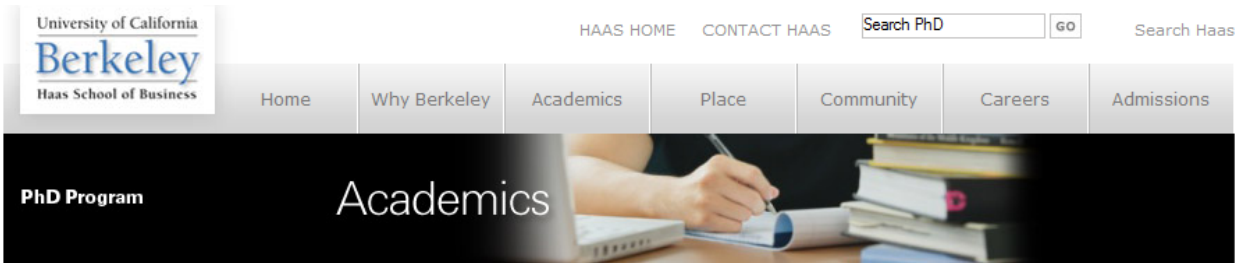 University of California
Berkeley
Haas School of Business
HAAS HOME CONTACT HAAS Search PhD GO Search Haas
Home Why Berkeley Academics Place Community Careers Admissions
PhD Program
Academics